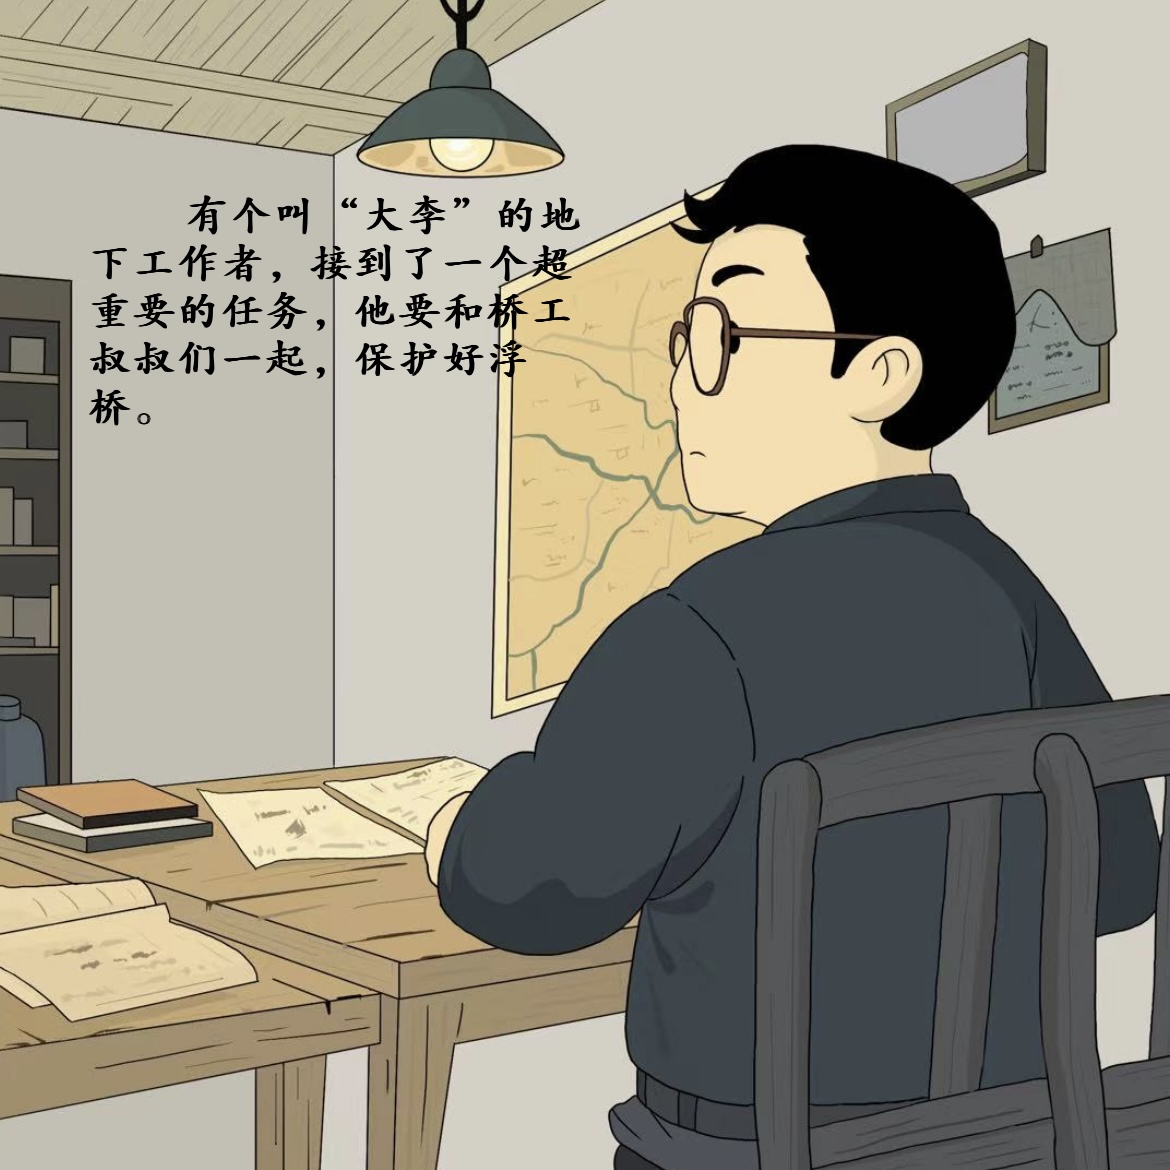 有个叫“大李”的地
下工作者，接到了一个超
重要的任务，他要和桥工
叔叔们一起，保护好浮
桥。